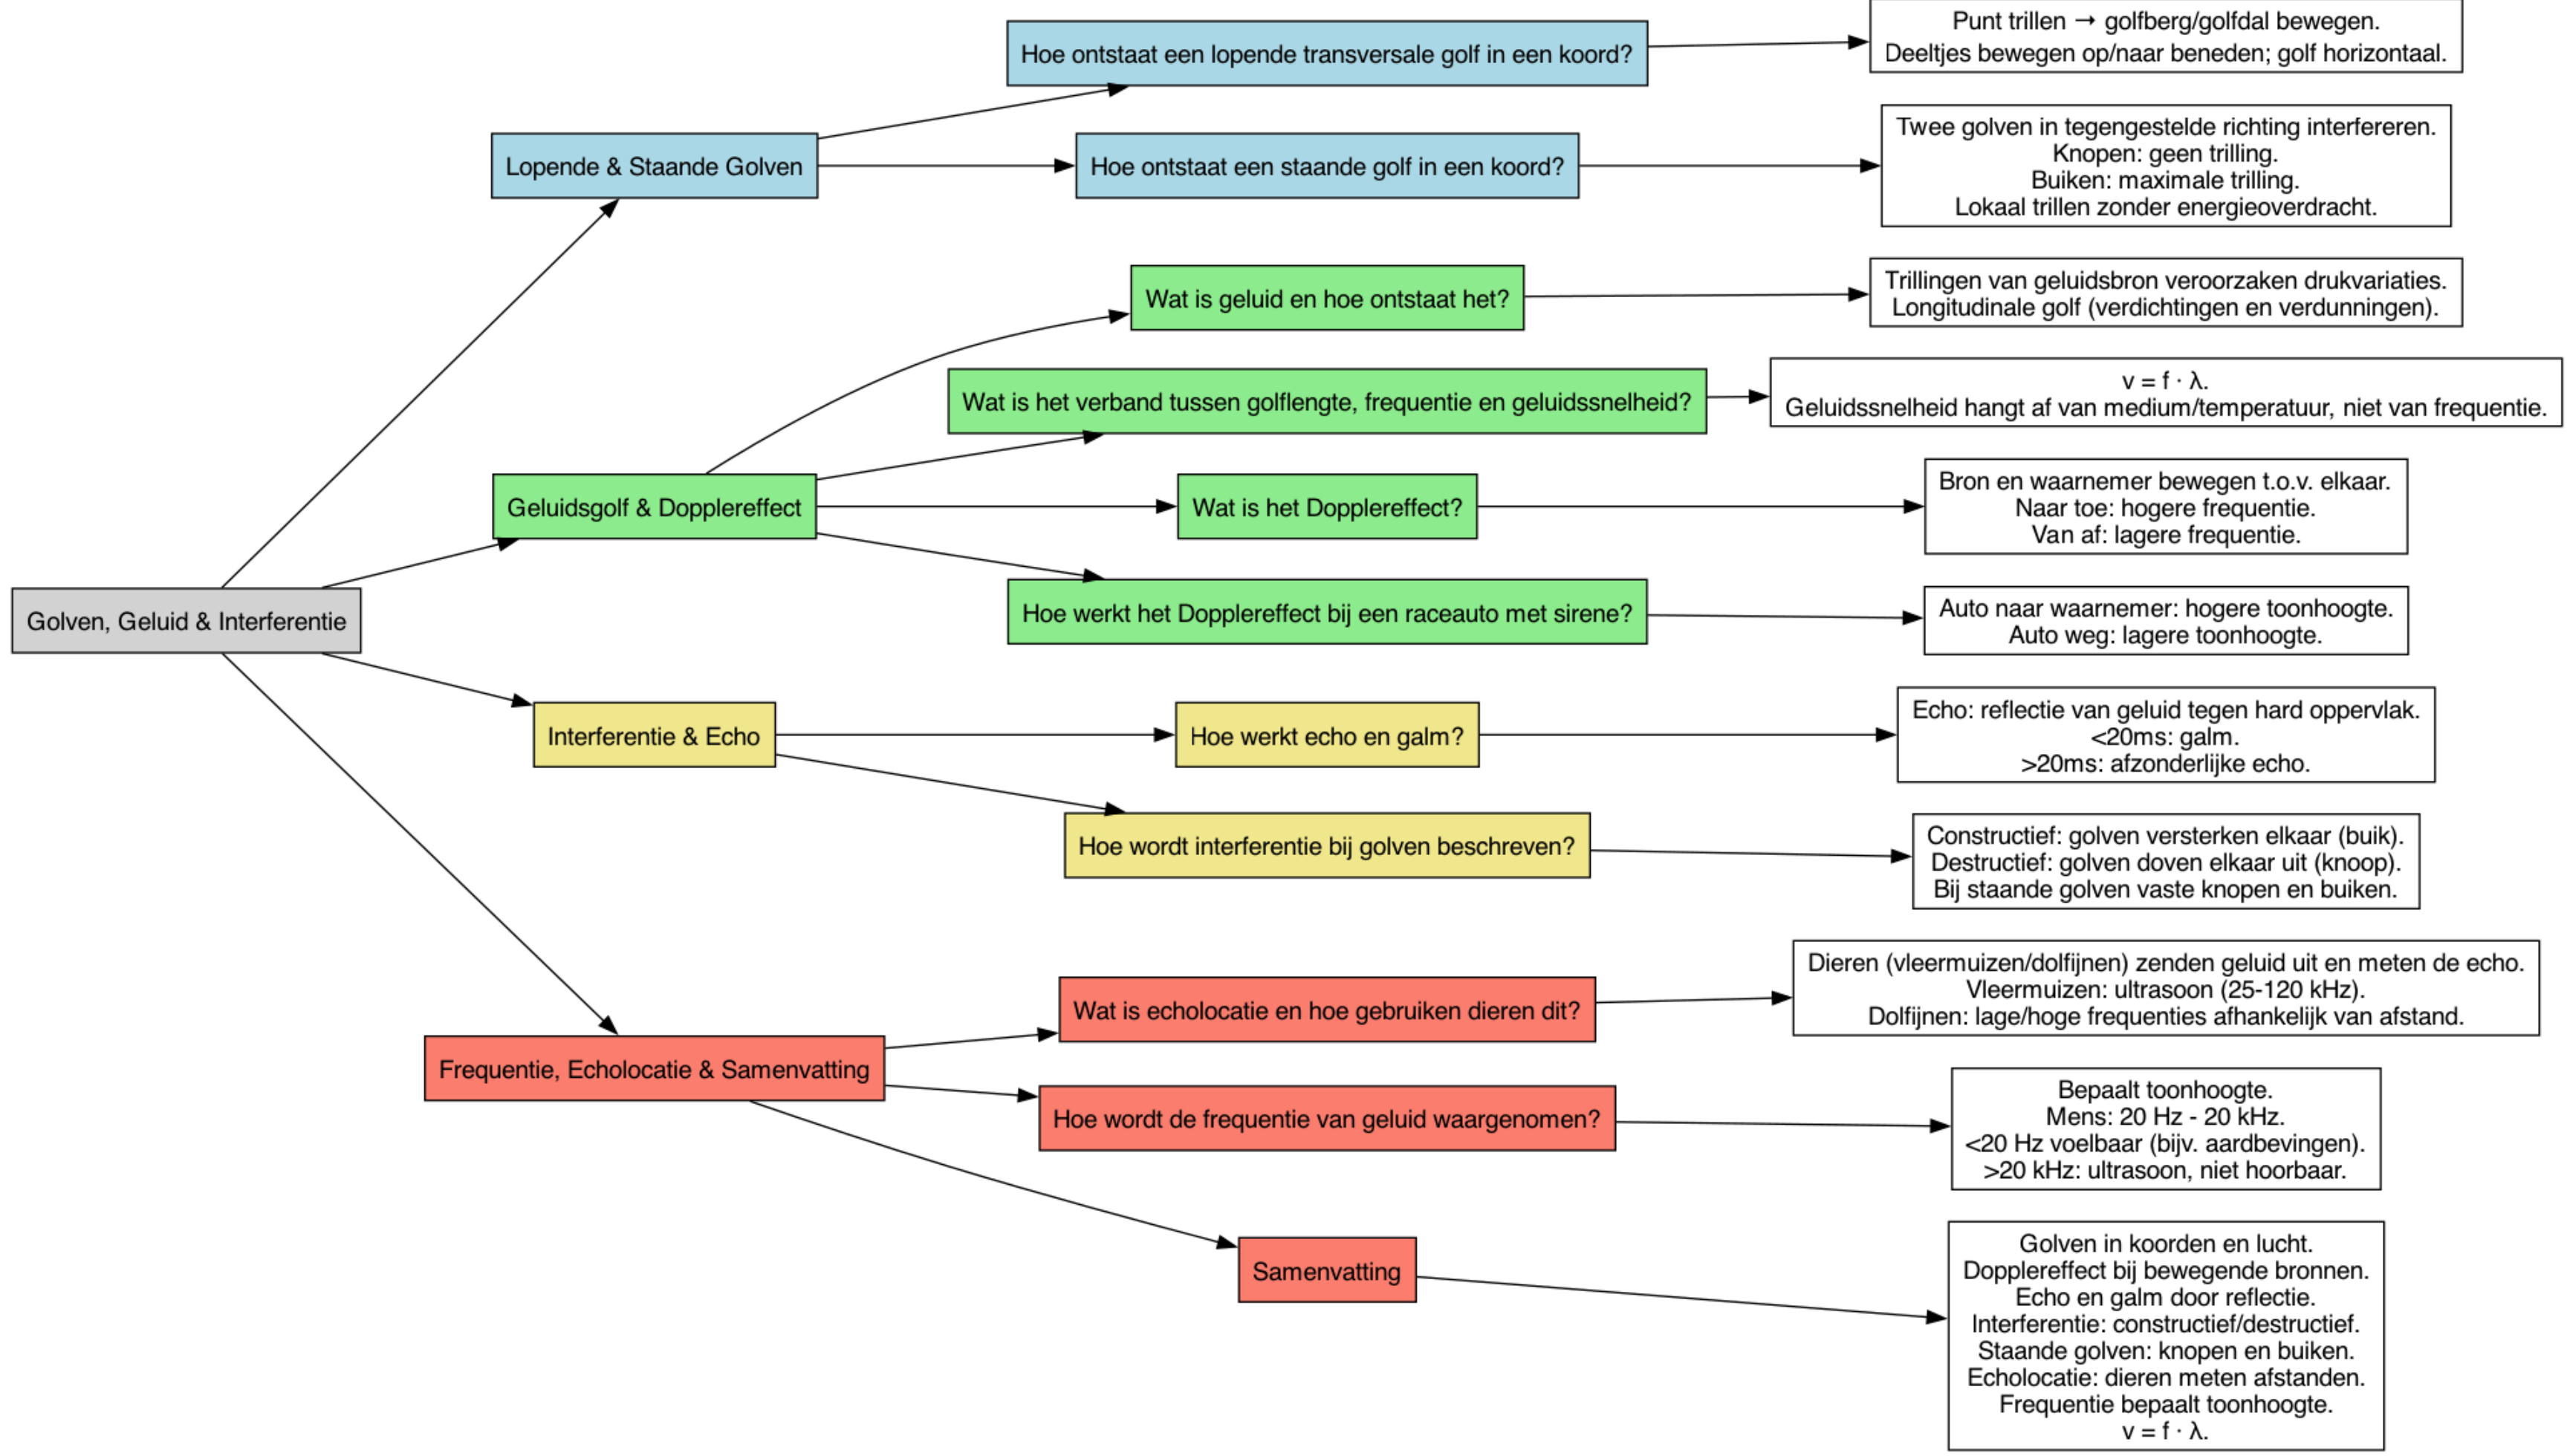 Golven, Geluid & Interferentie
Lopende & Staande Golven
Hoe ontstaat een lopende transversale golf in een koord?
Punt trillen → golfberg/golfdal bewegen.
Deeltjes bewegen op/naar beneden; golf horizontaal.
Hoe ontstaat een staande golf in een koord?
Twee golven in tegengestelde richting interfereren.
Knopen: geen trilling.
Buiken: maximale trilling.
Lokaal trillen zonder energieoverdracht.
Geluidsgolf & Dopplereffect
Wat is geluid en hoe ontstaat het?
Trillingen van geluidsbron veroorzaken drukvariaties.
Longitudinale golf (verdichtingen en verdunningen).
Wat is het verband tussen golflengte, frequentie en geluidssnelheid?
v = f · λ.
Geluidssnelheid hangt af van medium/temperatuur, niet van frequentie.
Wat is het Dopplereffect?
Bron en waarnemer bewegen t.o.v. elkaar.
Naar toe: hogere frequentie.
Van af: lagere frequentie.
Hoe werkt het Dopplereffect bij een raceauto met sirene?
Auto naar waarnemer: hogere toonhoogte.
Auto weg: lagere toonhoogte.
Interferentie & Echo
Hoe werkt echo en galm?
Echo: reflectie van geluid tegen hard oppervlak.
<20ms: galm.
>20ms: afzonderlijke echo.
Hoe wordt interferentie bij golven beschreven?
Constructief: golven versterken elkaar (buik).
Destructief: golven doven elkaar uit (knoop).
Bij staande golven vaste knopen en buiken.
Frequentie, Echolocatie & Samenvatting
Wat is echolocatie en hoe gebruiken dieren dit?
Dieren (vleermuizen/dolfijnen) zenden geluid uit en meten de echo.
Vleermuizen: ultrasoon (25-120 kHz).
Dolfijnen: lage/hoge frequenties afhankelijk van afstand.
Hoe wordt de frequentie van geluid waargenomen?
Bepaalt toonhoogte.
Mens: 20 Hz - 20 kHz.
<20 Hz voelbaar (bijv. aardbevingen).
>20 kHz: ultrasoon, niet hoorbaar.
Samenvatting
Golven in koorden en lucht.
Dopplereffect bij bewegende bronnen.
Echo en galm door reflectie.
Interferentie: constructief/destructief.
Staande golven: knopen en buiken.
Echolocatie: dieren meten afstanden.
Frequentie bepaalt toonhoogte.
v = f · λ.